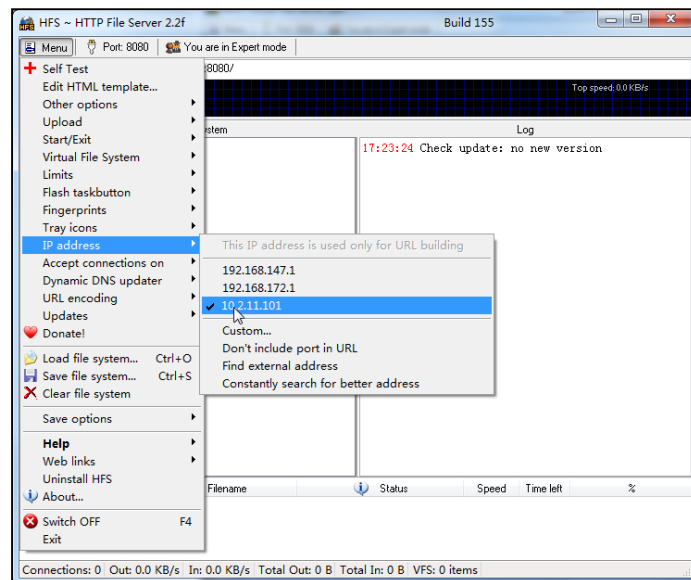 HFS ~ HTTP File Server 2.2f
Build 155
Menu
Port: 8080
You are in Expert mode
:8080/
Top speed: 0.0 KB/s
Log
17:23:24 Check update: no new version
Self Test
Edit HTML template...
Other options
Upload
Start/Exit
Virtual File System
Limits
Flash taskbutton
Fingerprints
Tray icons
IP address
Accept connections on
Dynamic DNS updater
URL encoding
Updates
Donate!
Load file system... Ctrl+O
Save file system... Ctrl+S
Clear file system
Save options
Help
Web links
Uninstall HFS
About...
Switch OFF F4
Exit
This IP address is used only for URL building
192.168.147.1
192.168.172.1
10.2.11.101
Custom...
Don't include port in URL
Find external address
Constantly search for better address
Filename
Status
Speed
Time left
%
Connections: 0
Out: 0.0 KB/s
In: 0.0 KB/s
Total Out: 0 B
Total In: 0 B
VFS: 0 items